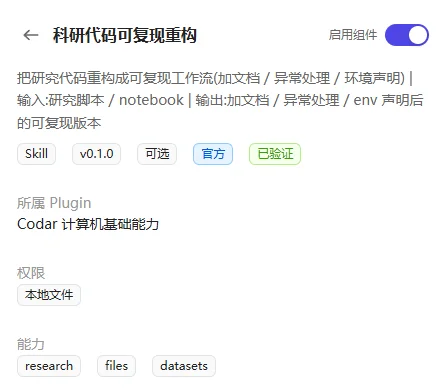 科研代码可复现重构
启用组件
把研究代码重构成可复现工作流(加文档 / 异常处理 / 环境声明) |
输入:研究脚本 / notebook | 输出:加文档 / 异常处理 / env 声明后
的可复现版本
Skill
v0.1.0
可选
官方
已验证
所属 Plugin
Codar 计算机基础能力
权限
本地文件
能力
research
files
datasets